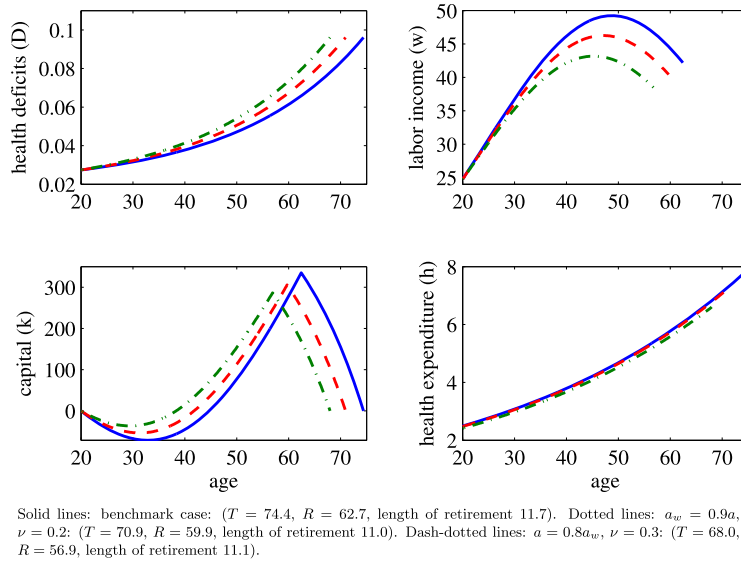 health deficits (D)
0.1
0.08
0.06
0.04
0.02
20 30 40 50 60 70
labor income (w)
50
45
40
35
30
25
20 30 40 50 60 70
capital (k)
300
200
100
0
20 30 40 50 60 70
age
health expenditure (h)
8
6
4
2
20 30 40 50 60 70
age
Solid lines: benchmark case: (T = 74.4, R = 62.7, length of retirement 11.7). Dotted lines: a_w = 0.9a,
ν = 0.2: (T = 70.9, R = 59.9, length of retirement 11.0). Dash-dotted lines: a = 0.8a_w, ν = 0.3: (T = 68.0,
R = 56.9, length of retirement 11.1).